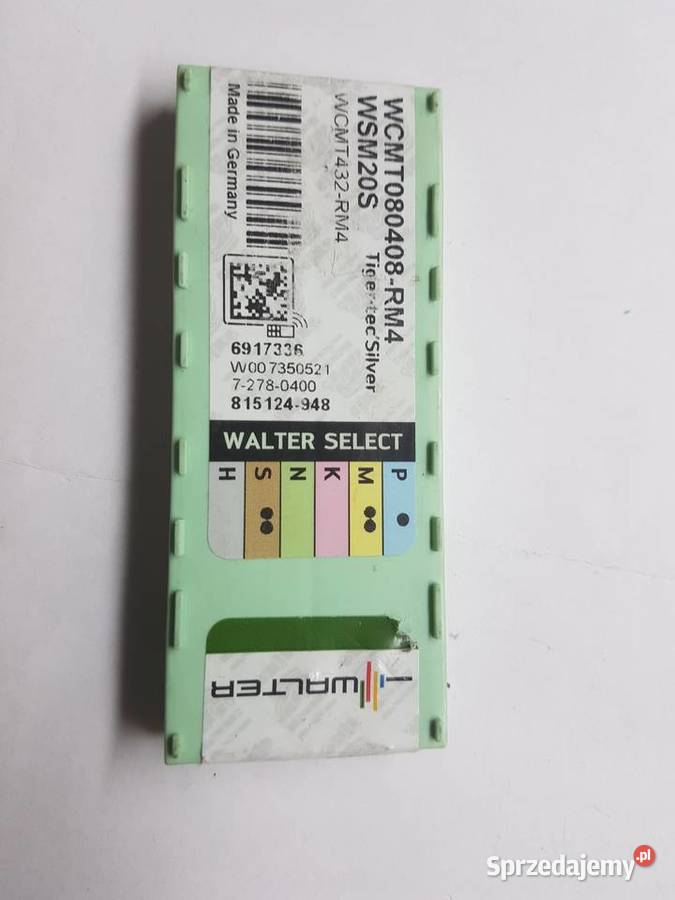 WCMT080408-RM4
WSM20S Tiger·tec®Silver
WCMT432-RM4
Made in Germany
6917336
W007350521
7-278-0400
815124-948
WALTER SELECT
P
M
K
N
S
H
WALTER
Sprzedajemy.pl